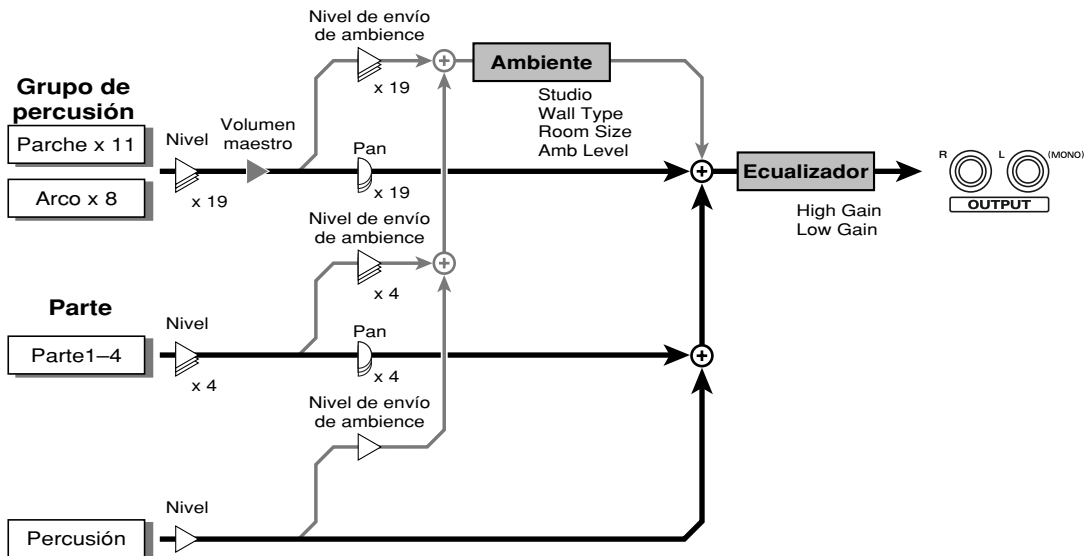 Nivel de envío
de ambience
x 19
Ambiente
Studio
Wall Type
Room Size
Amb Level
Grupo de
percusión
Parche x 11
Arco x 8
Nivel
x 19
Volumen
maestro
Pan
x 19
Ecualizador
High Gain
Low Gain
R
L
(MONO)
OUTPUT
Nivel de envío
de ambience
x 4
Parte
Parte1–4
Nivel
x 4
Pan
x 4
Nivel de envío
de ambience
Nivel
Percusión